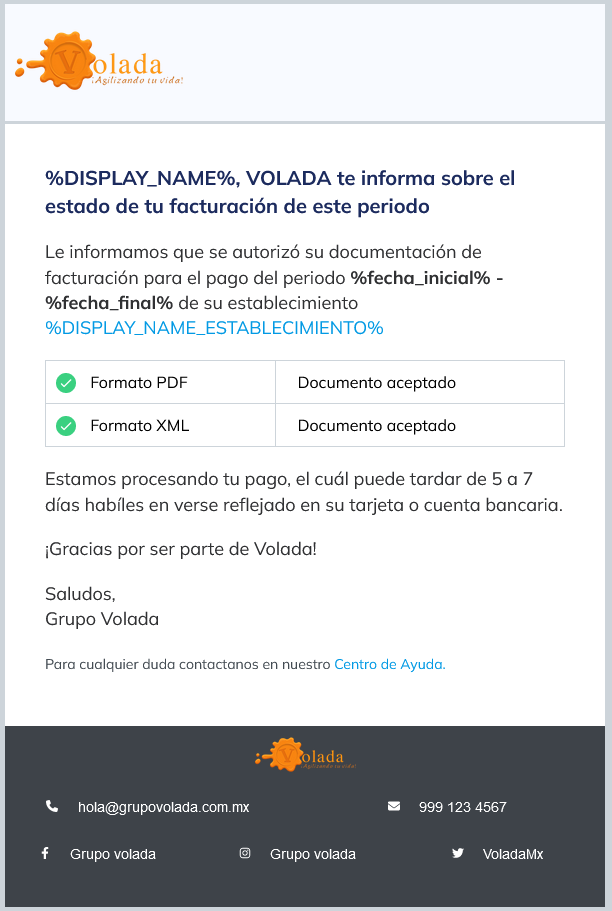 Volada
¡Agilizando tu vida!
%DISPLAY_NAME%, VOLADA te informa sobre el
estado de tu facturación de este periodo
Le informamos que se autorizó su documentación de
facturación para el pago del periodo %fecha_inicial% -
%fecha_final% de su establecimiento
%DISPLAY_NAME_ESTABLECIMIENTO%
Formato PDF Documento aceptado
Formato XML Documento aceptado
Estamos procesando tu pago, el cuál puede tardar de 5 a 7
días habíles en verse reflejado en su tarjeta o cuenta bancaria.
¡Gracias por ser parte de Volada!
Saludos,
Grupo Volada
Para cualquier duda contactanos en nuestro Centro de Ayuda.
Volada
¡Agilizando tu vida!
hola@grupovolada.com.mx 999 123 4567
Grupo volada Grupo volada VoladaMx